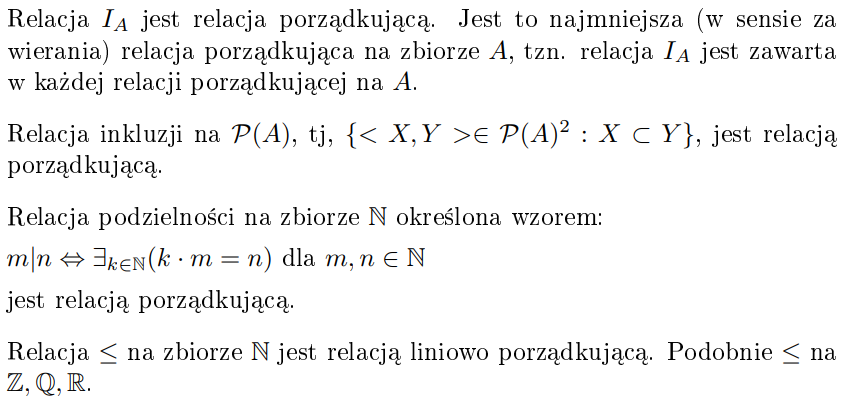 Relacja I_A jest relacja porządkującą. Jest to najmniejsza (w sensie za
wierania) relacja porządkująca na zbiorze A, tzn. relacja I_A jest zawarta
w każdej relacji porządkującej na A.
Relacja inkluzji na 𝒫(A), tj, {< X, Y >∈ 𝒫(A)² : X ⊂ Y}, jest relacją
porządkującą.
Relacja podzielności na zbiorze ℕ określona wzorem:
m|n ⇔ ∃_{k∈ℕ}(k · m = n) dla m, n ∈ ℕ
jest relacją porządkującą.
Relacja ≤ na zbiorze ℕ jest relacją liniowo porządkującą. Podobnie ≤ na
ℤ, ℚ, ℝ.